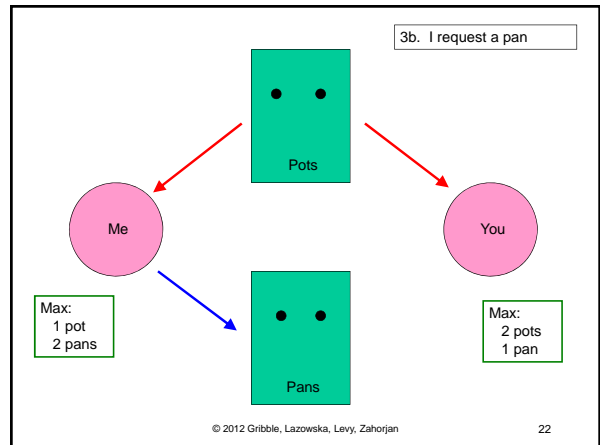 3b. I request a pan
Pots
Me
You
Max:
1 pot
2 pans
Max:
2 pots
1 pan
Pans
© 2012 Gribble, Lazowska, Levy, Zahorjan
22